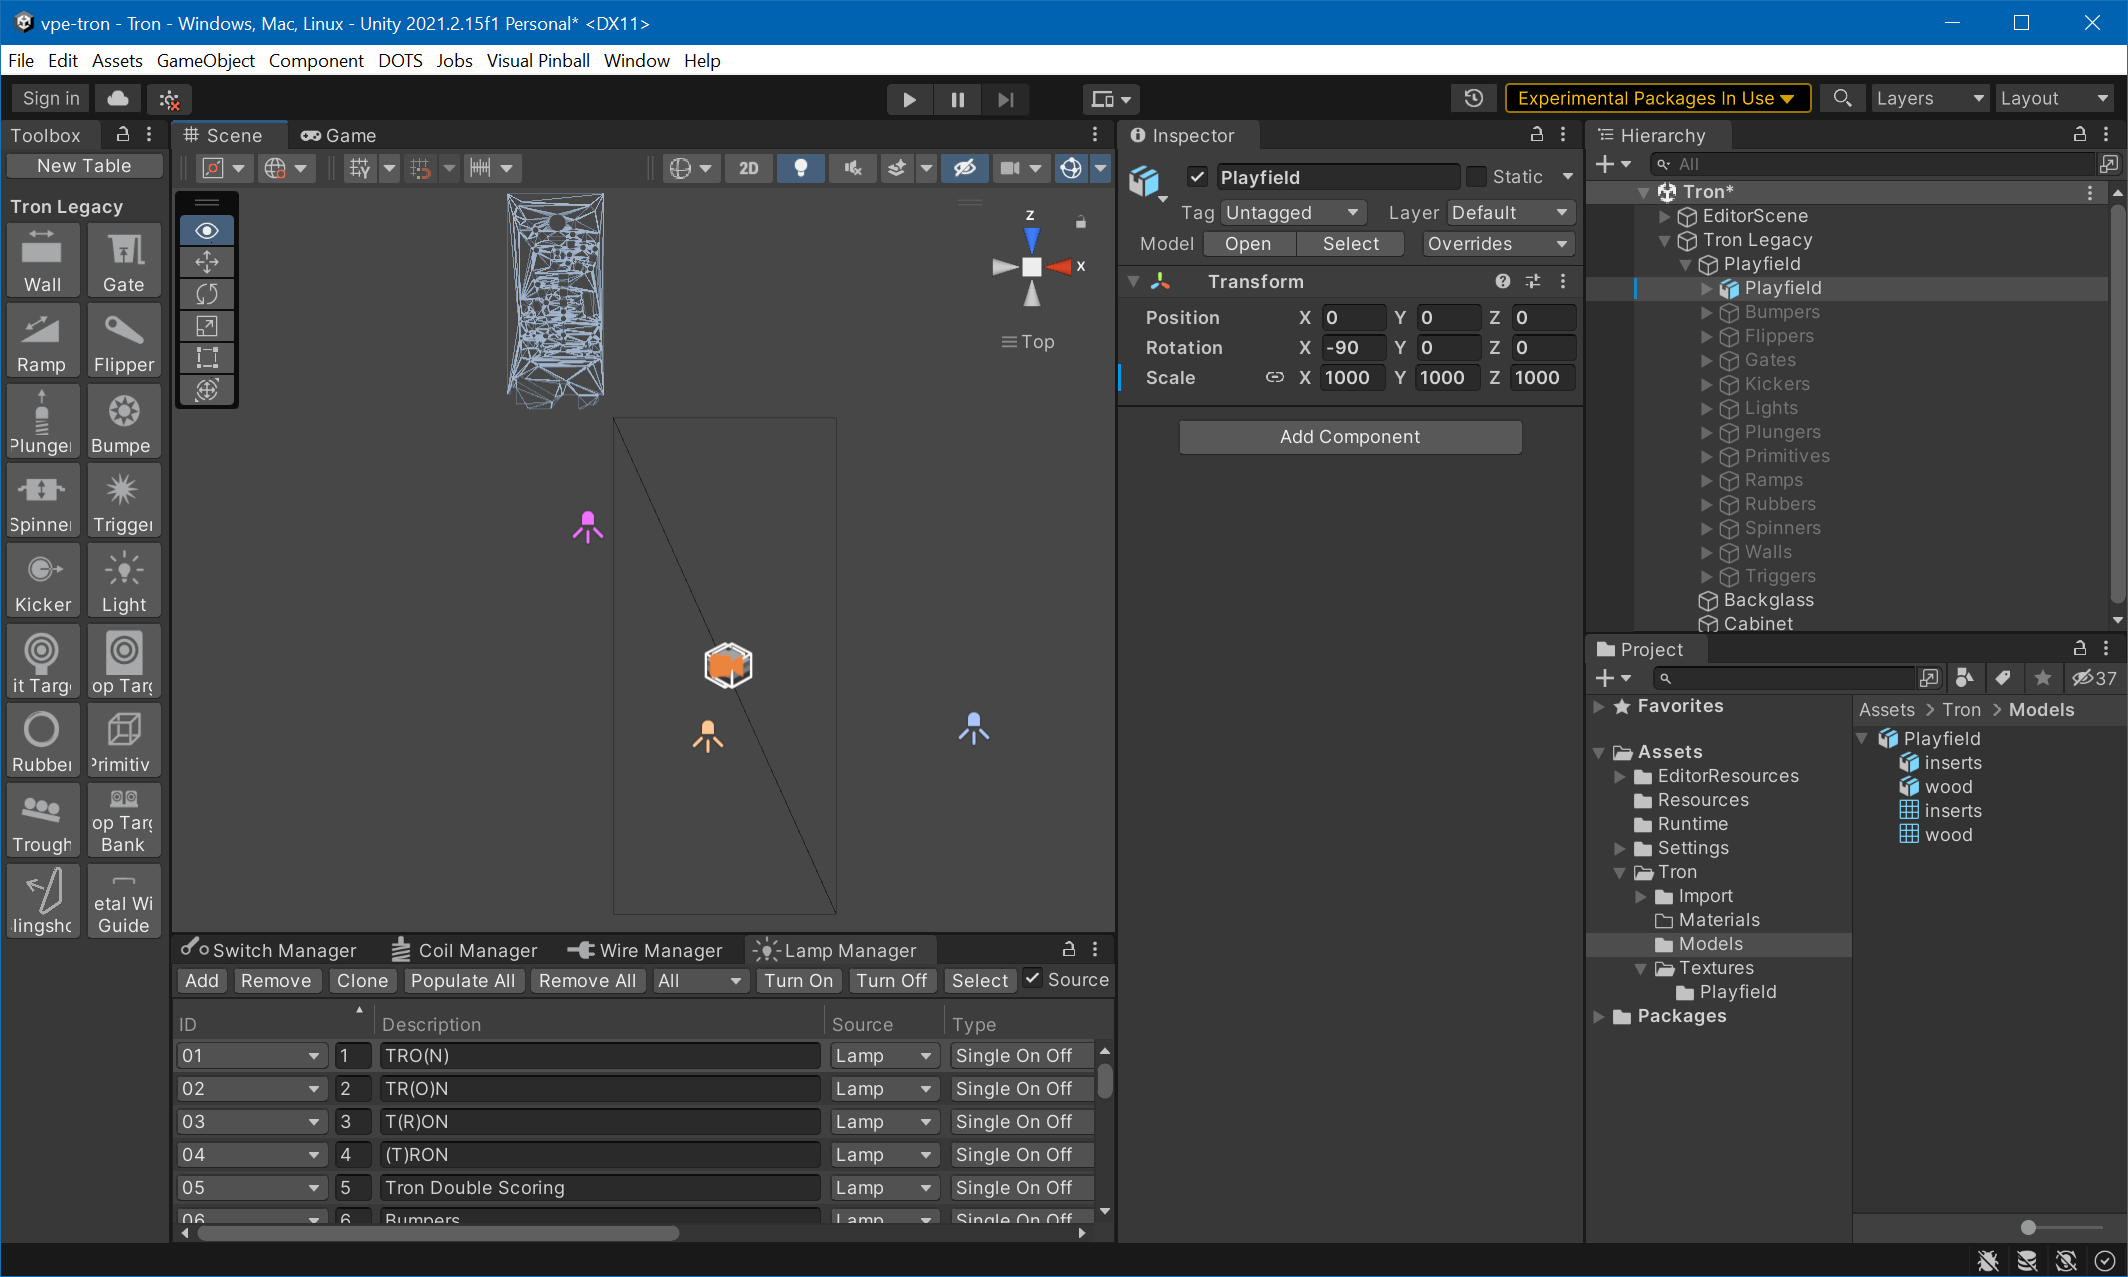 vpe-tron - Tron - Windows, Mac, Linux - Unity 2021.2.15f1 Personal* <DX11>
File Edit Assets GameObject Component DOTS Jobs Visual Pinball Window Help
Sign in
Experimental Packages In Use
Layers
Layout
Toolbox
New Table
Tron Legacy
Wall
Gate
Ramp
Flipper
Plunger
Bumpe
Spinner
Trigger
Kicker
Light
it Targ
op Targ
Rubber
Primitiv
Trough
op Targ
Bank
lingsho
etal Wi
Guide
Scene
Game
2D
Z
X
Top
Switch Manager
Coil Manager
Wire Manager
Lamp Manager
Add
Remove
Clone
Populate All
Remove All
All
Turn On
Turn Off
Select
Source
ID
Description
Source
Type
01 1 TRO(N) Lamp Single On Off
02 2 TR(O)N Lamp Single On Off
03 3 T(R)ON Lamp Single On Off
04 4 (T)RON Lamp Single On Off
05 5 Tron Double Scoring Lamp Single On Off
06 6 Bumpers Lamp Single On Off
Inspector
Playfield
Static
Tag Untagged
Layer Default
Model
Open
Select
Overrides
Transform
Position X 0 Y 0 Z 0
Rotation X -90 Y 0 Z 0
Scale X 1000 Y 1000 Z 1000
Add Component
Hierarchy
All
Tron*
EditorScene
Tron Legacy
Playfield
Playfield
Bumpers
Flippers
Gates
Kickers
Lights
Plungers
Primitives
Ramps
Rubbers
Spinners
Walls
Triggers
Backglass
Cabinet
Project
37
Favorites
Assets
EditorResources
Resources
Runtime
Settings
Tron
Import
Materials
Models
Textures
Playfield
Packages
Assets > Tron > Models
Playfield
inserts
wood
inserts
wood